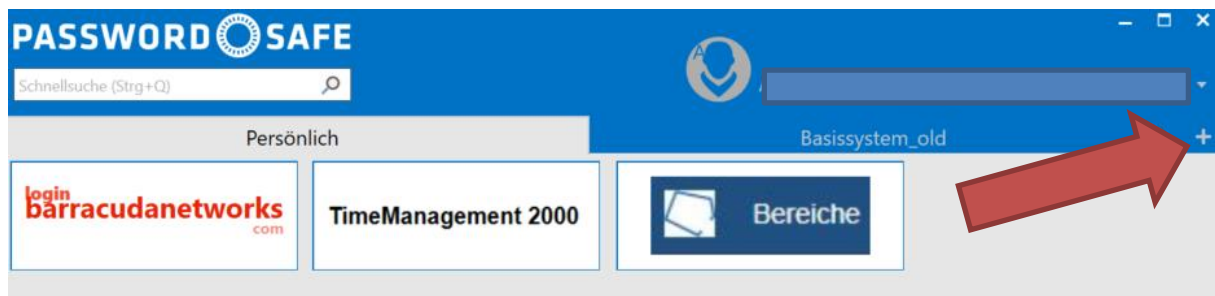 PASSWORD SAFE
Schnellsuche (Strg+Q)
A
Persönlich
Basissystem_old
+
login
barracudanetworks
com
TimeManagement 2000
Bereiche